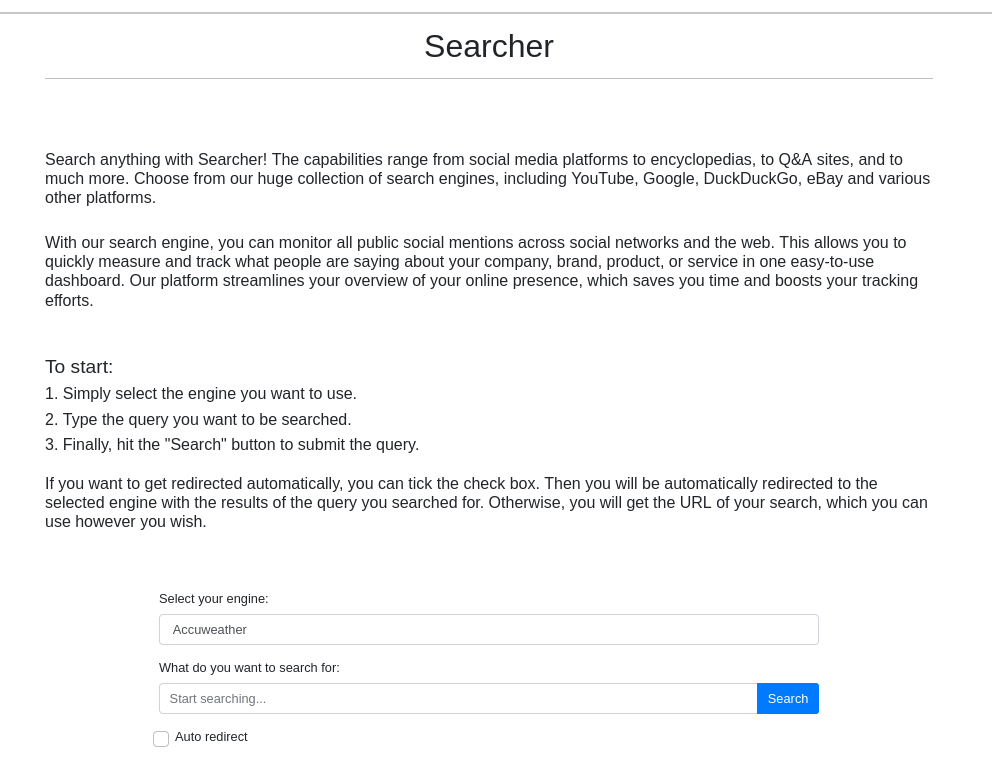 Searcher
Search anything with Searcher! The capabilities range from social media platforms to encyclopedias, to Q&A sites, and to
much more. Choose from our huge collection of search engines, including YouTube, Google, DuckDuckGo, eBay and various
other platforms.
With our search engine, you can monitor all public social mentions across social networks and the web. This allows you to
quickly measure and track what people are saying about your company, brand, product, or service in one easy-to-use
dashboard. Our platform streamlines your overview of your online presence, which saves you time and boosts your tracking
efforts.
To start:
1. Simply select the engine you want to use.
2. Type the query you want to be searched.
3. Finally, hit the "Search" button to submit the query.
If you want to get redirected automatically, you can tick the check box. Then you will be automatically redirected to the
selected engine with the results of the query you searched for. Otherwise, you will get the URL of your search, which you can
use however you wish.
Select your engine:
Accuweather
What do you want to search for:
Start searching... Search
Auto redirect